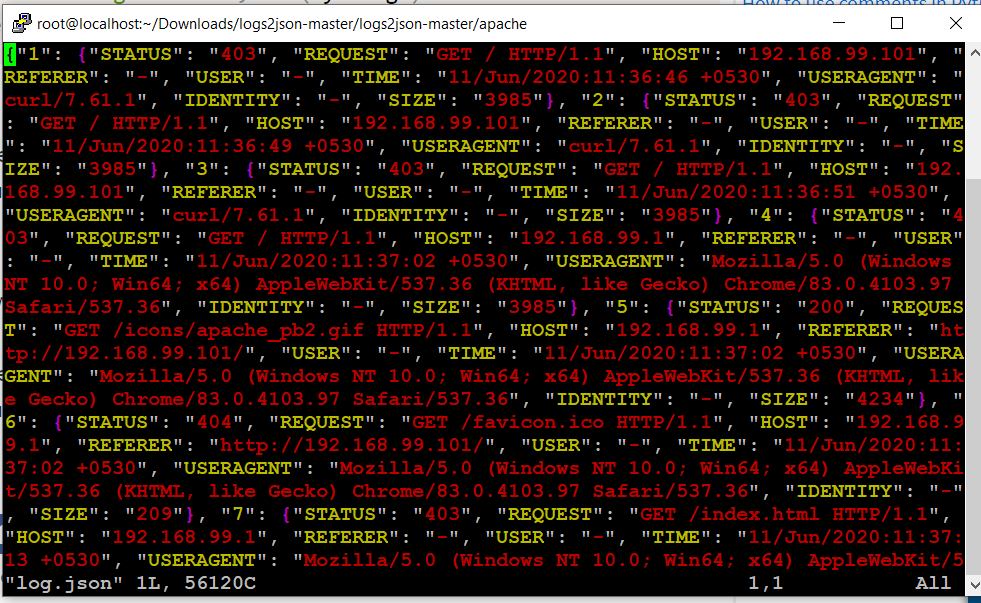 How to use comments in Pyth
root@localhost:~/Downloads/logs2json-master/logs2json-master/apache
{"1": {"STATUS": "403", "REQUEST": "GET / HTTP/1.1", "HOST": "192.168.99.101", "
REFERER": "-", "USER": "-", "TIME": "11/Jun/2020:11:36:46 +0530", "USERAGENT": "
curl/7.61.1", "IDENTITY": "-", "SIZE": "3985"}, "2": {"STATUS": "403", "REQUEST"
: "GET / HTTP/1.1", "HOST": "192.168.99.101", "REFERER": "-", "USER": "-", "TIME
": "11/Jun/2020:11:36:49 +0530", "USERAGENT": "curl/7.61.1", "IDENTITY": "-", "S
IZE": "3985"}, "3": {"STATUS": "403", "REQUEST": "GET / HTTP/1.1", "HOST": "192.
168.99.101", "REFERER": "-", "USER": "-", "TIME": "11/Jun/2020:11:36:51 +0530",
"USERAGENT": "curl/7.61.1", "IDENTITY": "-", "SIZE": "3985"}, "4": {"STATUS": "4
03", "REQUEST": "GET / HTTP/1.1", "HOST": "192.168.99.1", "REFERER": "-", "USER"
: "-", "TIME": "11/Jun/2020:11:37:02 +0530", "USERAGENT": "Mozilla/5.0 (Windows
NT 10.0; Win64; x64) AppleWebKit/537.36 (KHTML, like Gecko) Chrome/83.0.4103.97
Safari/537.36", "IDENTITY": "-", "SIZE": "3985"}, "5": {"STATUS": "200", "REQUES
T": "GET /icons/apache_pb2.gif HTTP/1.1", "HOST": "192.168.99.1", "REFERER": "ht
tp://192.168.99.101/", "USER": "-", "TIME": "11/Jun/2020:11:37:02 +0530", "USERA
GENT": "Mozilla/5.0 (Windows NT 10.0; Win64; x64) AppleWebKit/537.36 (KHTML, lik
e Gecko) Chrome/83.0.4103.97 Safari/537.36", "IDENTITY": "-", "SIZE": "4234"}, "
6": {"STATUS": "404", "REQUEST": "GET /favicon.ico HTTP/1.1", "HOST": "192.168.9
9.1", "REFERER": "http://192.168.99.101/", "USER": "-", "TIME": "11/Jun/2020:11:
37:02 +0530", "USERAGENT": "Mozilla/5.0 (Windows NT 10.0; Win64; x64) AppleWebKi
t/537.36 (KHTML, like Gecko) Chrome/83.0.4103.97 Safari/537.36", "IDENTITY": "-"
, "SIZE": "209"}, "7": {"STATUS": "403", "REQUEST": "GET /index.html HTTP/1.1",
"HOST": "192.168.99.1", "REFERER": "-", "USER": "-", "TIME": "11/Jun/2020:11:37:
13 +0530", "USERAGENT": "Mozilla/5.0 (Windows NT 10.0; Win64; x64) AppleWebKit/5
"log.json" 1L, 56120C 1,1 All